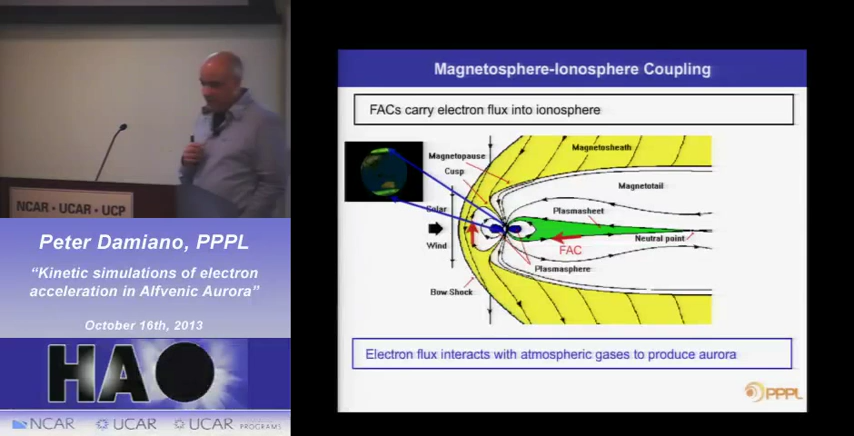 NCAR • UCAR • UCP
Peter Damiano, PPPL
“Kinetic simulations of electron
acceleration in Alfvenic Aurora”
October 16th, 2013
HAO
NCAR
UCAR
UCAR PROGRAMS
Magnetosphere-Ionosphere Coupling
FACs carry electron flux into ionosphere
Magnetosheath
Magnetopause
Cusp
Magnetotail
Solar
Plasmasheet
Wind
Neutral point
FAC
Plasmasphere
Bow Shock
Electron flux interacts with atmospheric gases to produce aurora
PPPL